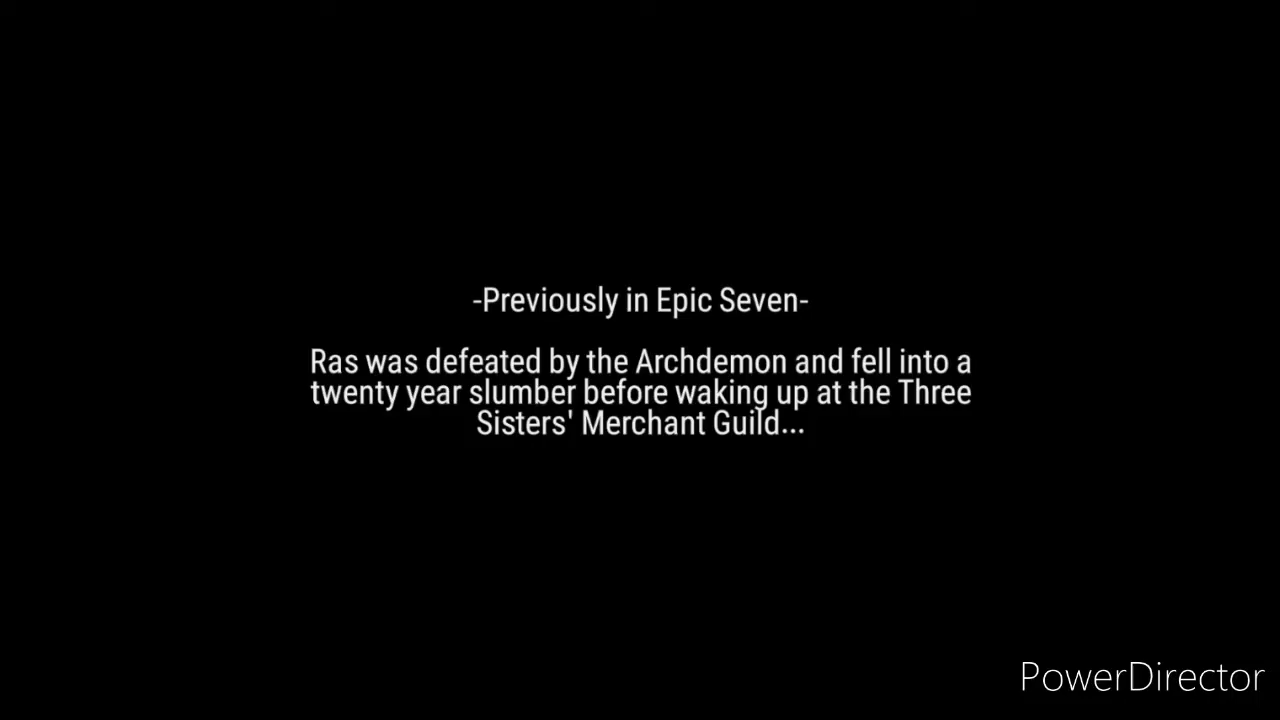 -Previously in Epic Seven-
Ras was defeated by the Archdemon and fell into a
twenty year slumber before waking up at the Three
Sisters' Merchant Guild...
PowerDirector